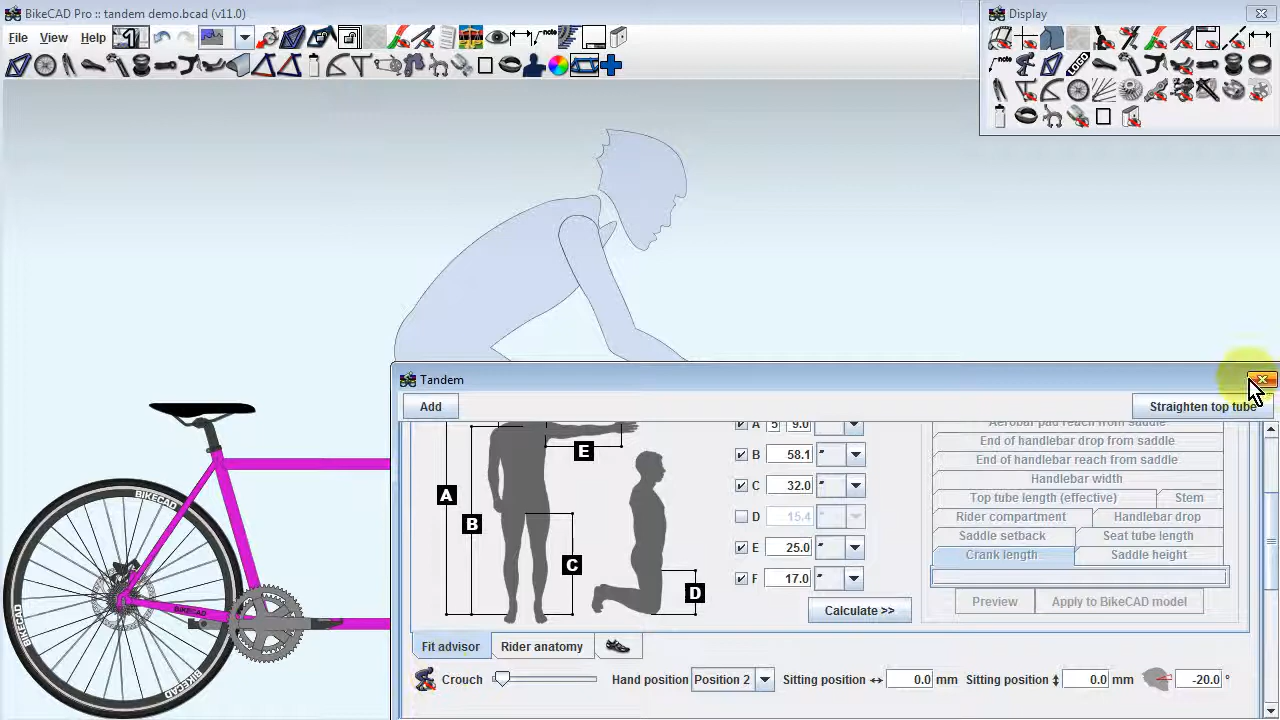 BikeCAD Pro :: tandem demo.bcad (v11.0)
Display
File View Help
note
note
LOGO
Tandem
Add
Straighten top tube
Aerobar pad reach from saddle
A 5 9.0
End of handlebar drop from saddle
E
B 58.1 "
End of handlebar reach from saddle
Handlebar width
C 32.0 "
A
Top tube length (effective) Stem
BIKECAD
D 15.4 "
Rider compartment Handlebar drop
B
Saddle setback Seat tube length
E 25.0 "
Crank length Saddle height
C
F 17.0 "
D
Preview Apply to BikeCAD model
Calculate >>
BIKECAD
BIKECAD
Fit advisor Rider anatomy
Crouch Hand position Position 2 Sitting position 0.0 mm Sitting position 0.0 mm -20.0 °
BIKECAD